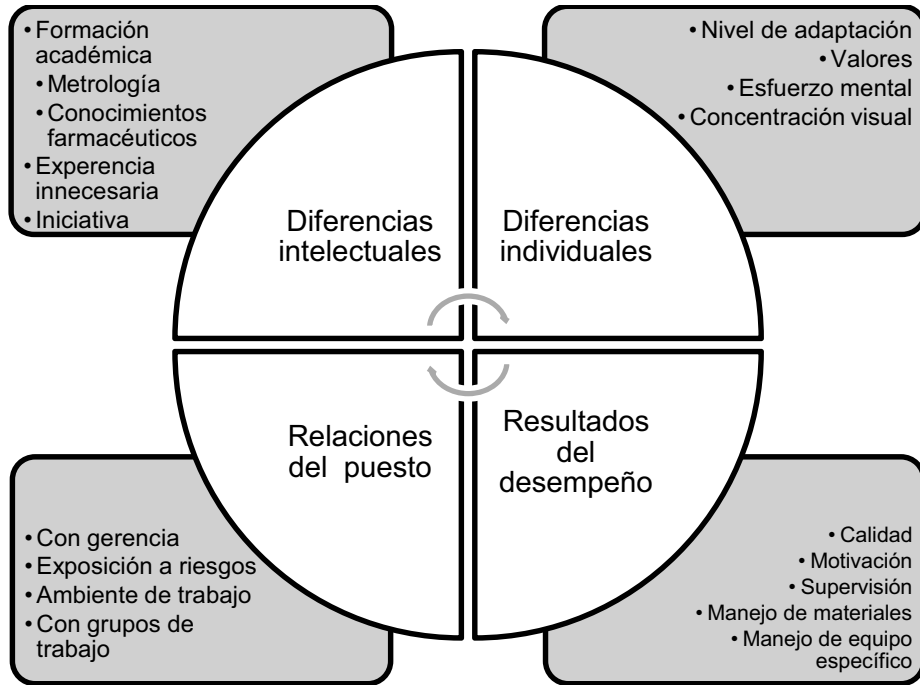 • Formación
académica
• Metrología
• Conocimientos
farmacéuticos
• Experencia
innecesaria
• Iniciativa
• Nivel de adaptación
• Valores
• Esfuerzo mental
• Concentración visual
Diferencias
intelectuales
Diferencias
individuales
Relaciones
del puesto
Resultados
del
desempeño
• Con gerencia
• Exposición a riesgos
• Ambiente de trabajo
• Con grupos de
trabajo
• Calidad
• Motivación
• Supervisión
• Manejo de materiales
• Manejo de equipo
específico